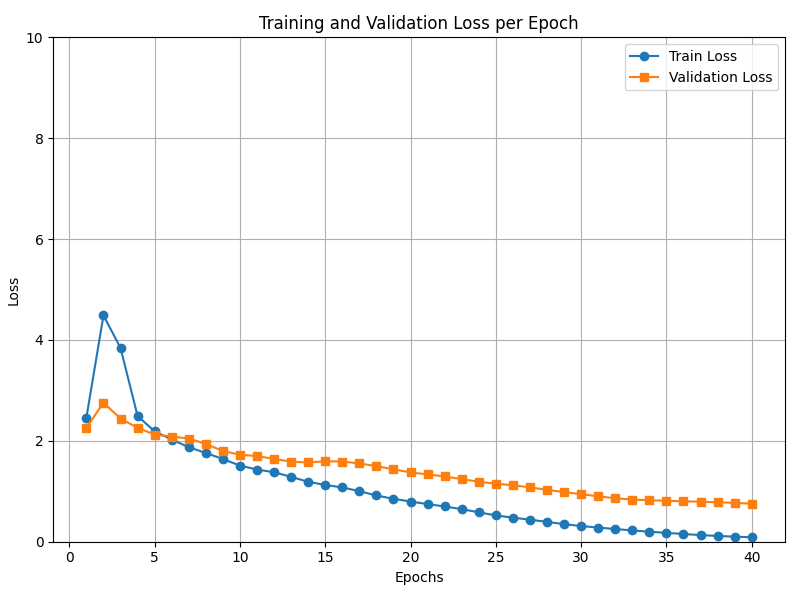 Training and Validation Loss per Epoch
Train Loss
Validation Loss
10
8
6
4
2
0
Loss
0 5 10 15 20 25 30 35 40
Epochs